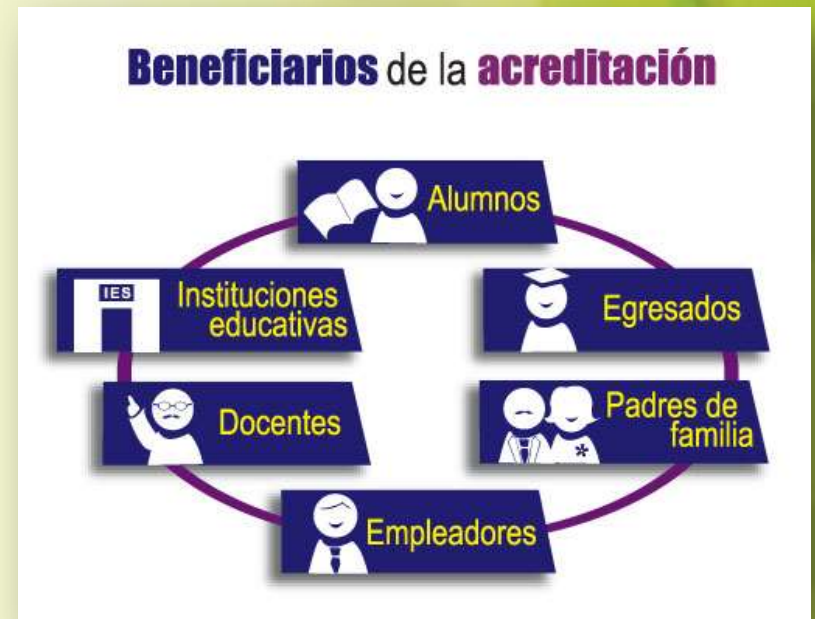 Beneficiarios de la acreditación
Alumnos
IES
Instituciones
educativas
Egresados
Docentes
Padres de
familia
Empleadores